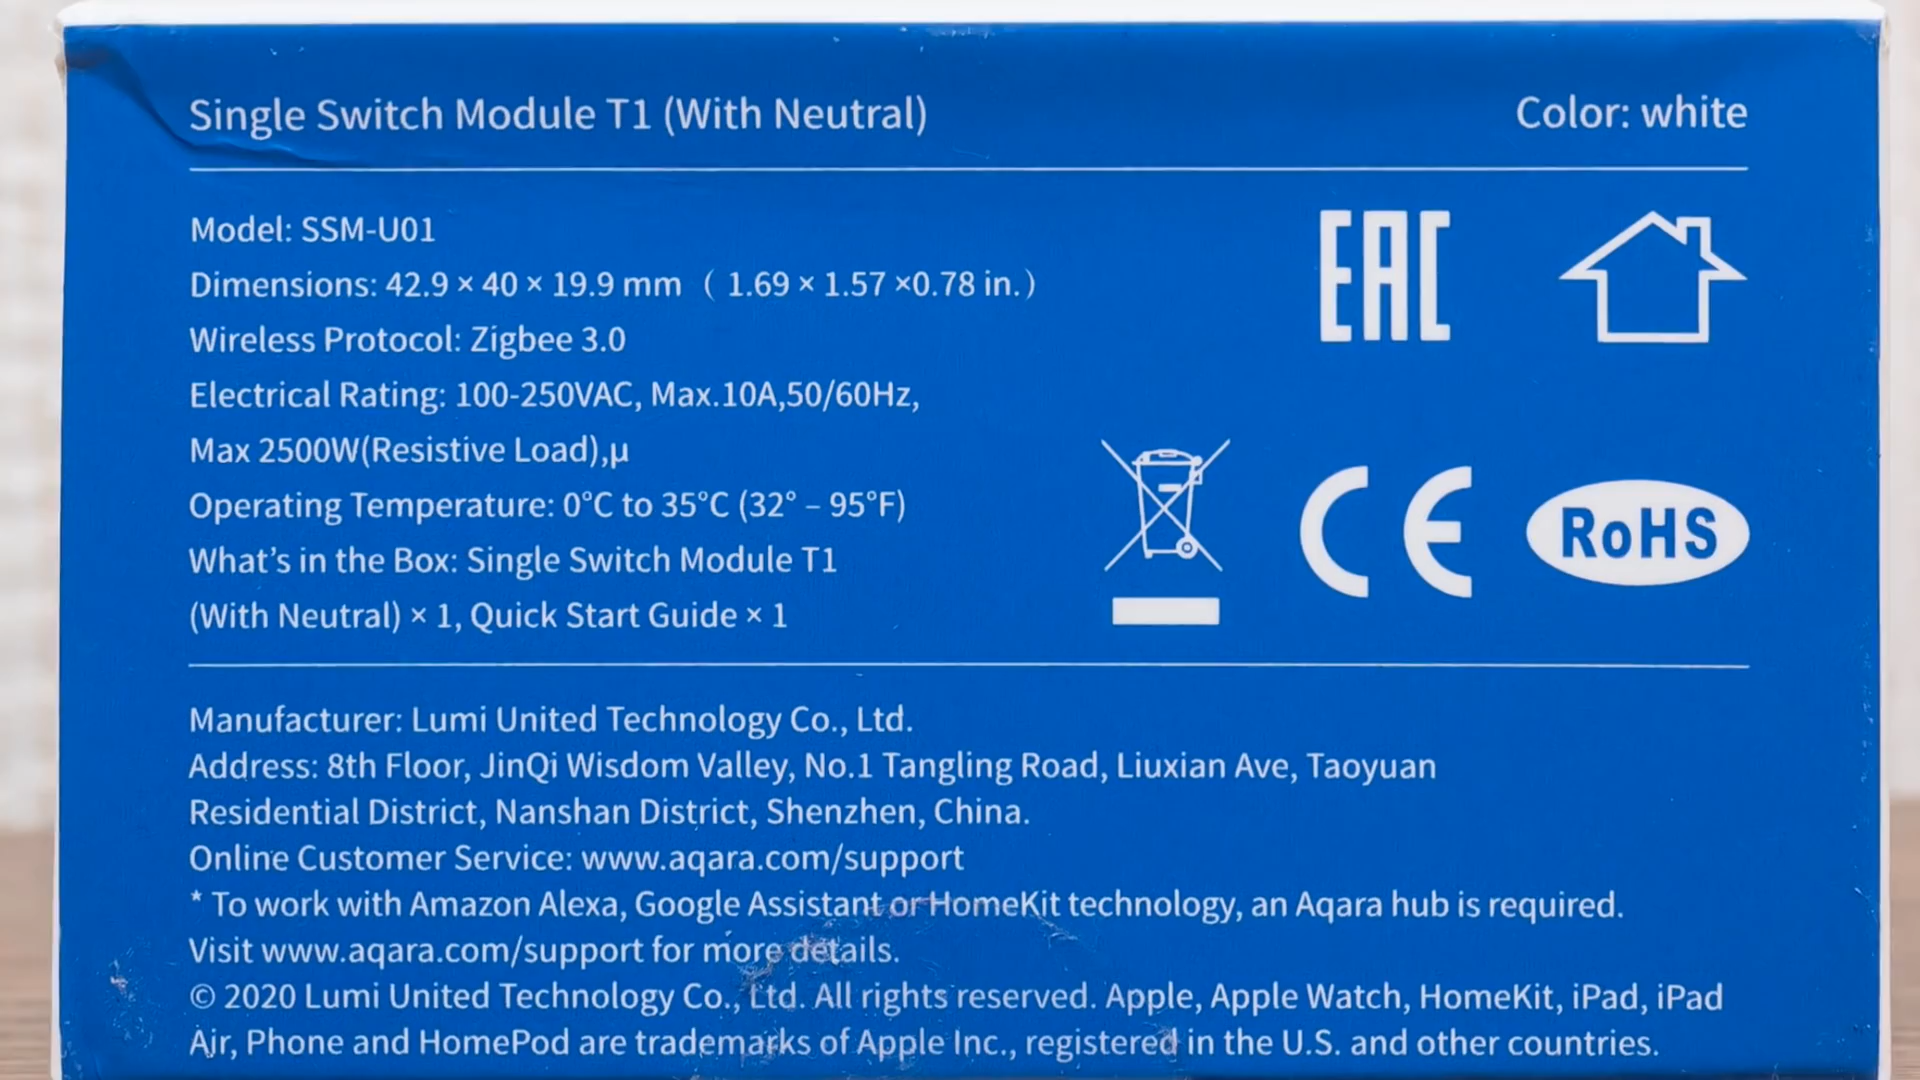 Single Switch Module T1 (With Neutral)
Color: white
Model: SSM-U01
Dimensions: 42.9 × 40 × 19.9 mm ( 1.69 × 1.57 ×0.78 in.)
Wireless Protocol: Zigbee 3.0
Electrical Rating: 100-250VAC, Max.10A,50/60Hz,
Max 2500W(Resistive Load),μ
Operating Temperature: 0°C to 35°C (32° – 95°F)
What's in the Box: Single Switch Module T1
(With Neutral) × 1, Quick Start Guide × 1
EAC
CE
RoHS
Manufacturer: Lumi United Technology Co., Ltd.
Address: 8th Floor, JinQi Wisdom Valley, No.1 Tangling Road, Liuxian Ave, Taoyuan
Residential District, Nanshan District, Shenzhen, China.
Online Customer Service: www.aqara.com/support
* To work with Amazon Alexa, Google Assistant or HomeKit technology, an Aqara hub is required.
Visit www.aqara.com/support for more details.
© 2020 Lumi United Technology Co., Ltd. All rights reserved. Apple, Apple Watch, HomeKit, iPad, iPad
Air, Phone and HomePod are trademarks of Apple Inc., registered in the U.S. and other countries.